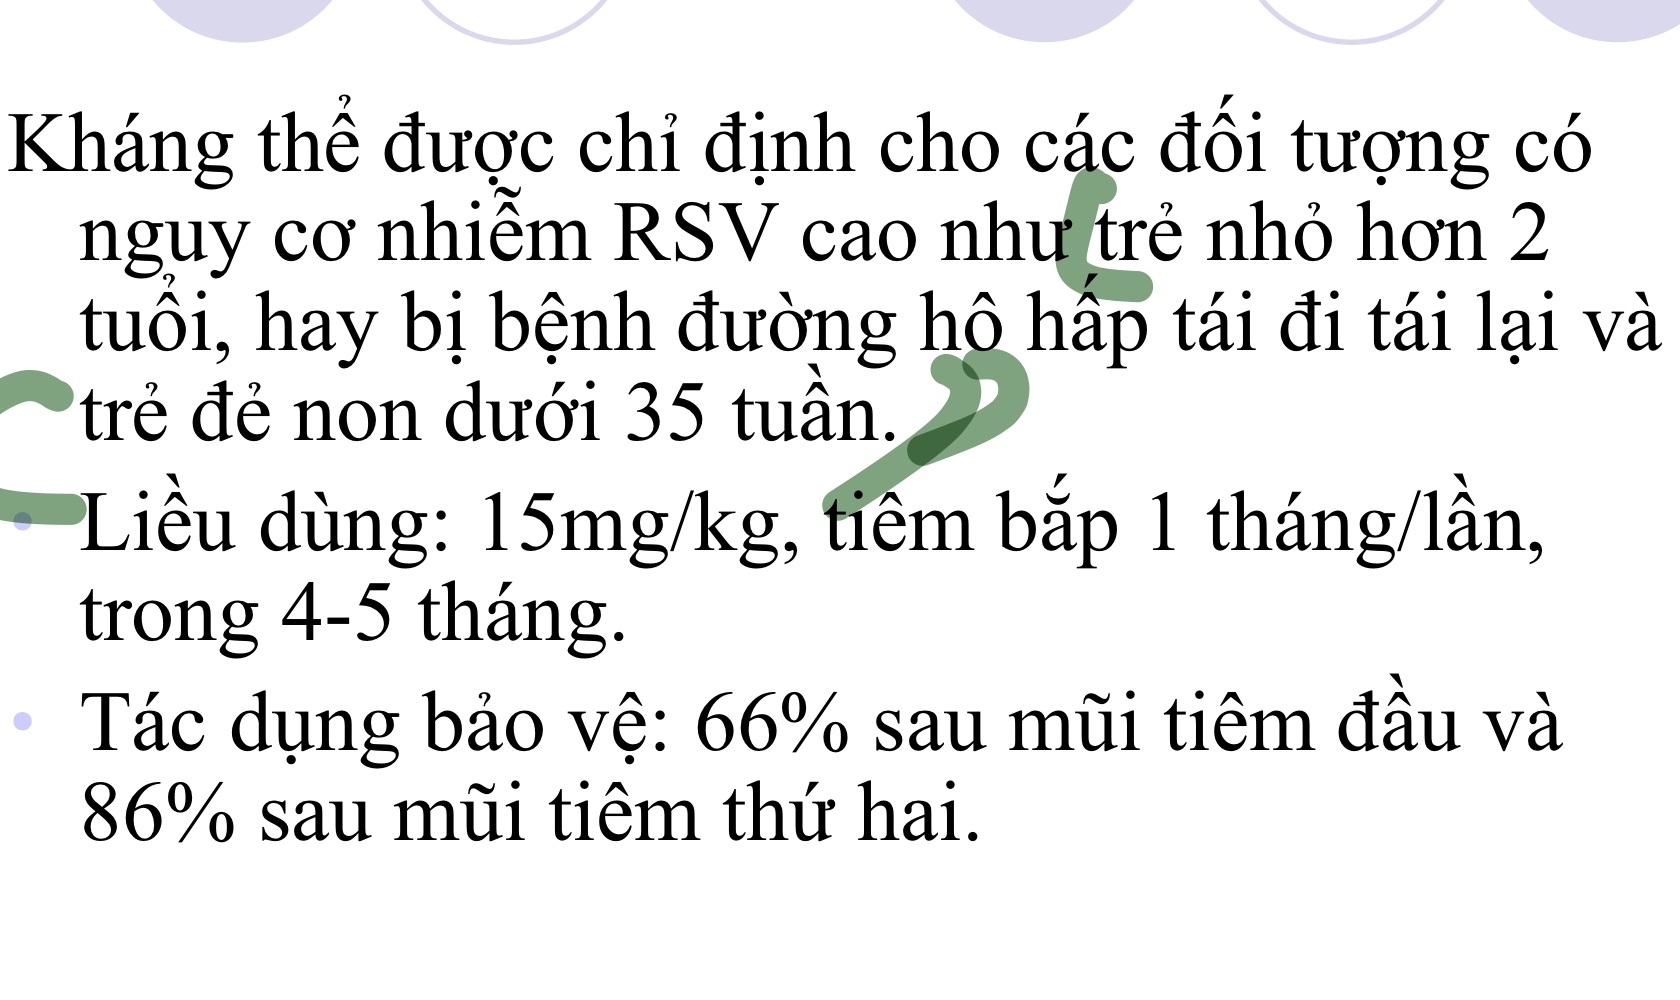 Kháng thể được chỉ định cho các đối tượng có
nguy cơ nhiễm RSV cao như trẻ nhỏ hơn 2
tuổi, hay bị bệnh đường hô hấp tái đi tái lại và
trẻ đẻ non dưới 35 tuần.
• Liều dùng: 15mg/kg, tiêm bắp 1 tháng/lần,
trong 4-5 tháng.
• Tác dụng bảo vệ: 66% sau mũi tiêm đầu và
86% sau mũi tiêm thứ hai.